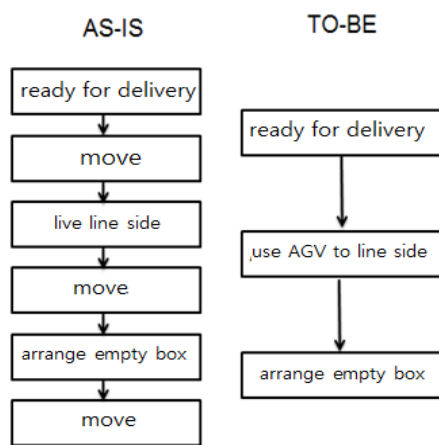 AS-IS
ready for delivery
move
live line side
move
arrange empty box
move
TO-BE
ready for delivery
use AGV to line side
arrange empty box